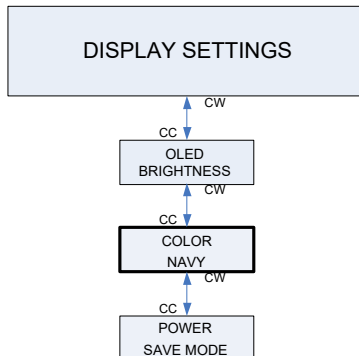 DISPLAY SETTINGS
CW
CC
OLED
BRIGHTNESS
CW
CC
COLOR
NAVY
CW
CC
POWER
SAVE MODE